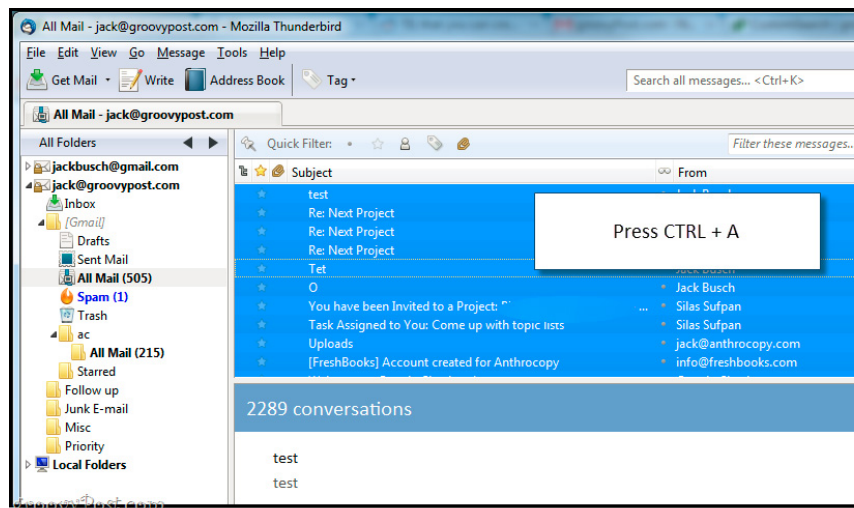 All Mail - jack@groovypost.com - Mozilla Thunderbird
File Edit View Go Message Tools Help
Get Mail Write Address Book Tag Search all messages... <Ctrl+K>
All Mail - jack@groovypost.com
All Folders Quick Filter: Filter these messages...
jackbusch@gmail.com Subject From
jack@groovypost.com test
Inbox Re: Next Project
[Gmail] Re: Next Project Press CTRL + A
Drafts Re: Next Project
Sent Mail Tet Jack Busch
All Mail (505) O Jack Busch
Spam (1) You have been Invited to a Project: ... Silas Sufpan
Trash Task Assigned to You: Come up with topic lists Silas Sufpan
ac Uploads jack@anthrocopy.com
All Mail (215) [FreshBooks] Account created for Anthrocopy info@freshbooks.com
Starred
Follow up
Junk E-mail 2289 conversations
Misc
Priority
Local Folders test
test
groovyPost.com